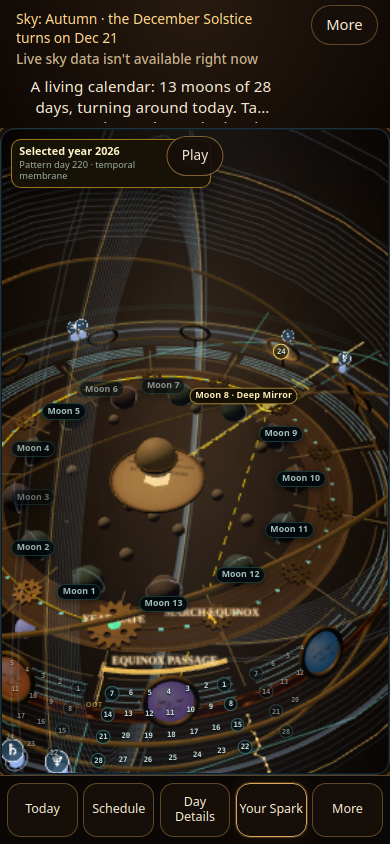 Sky: Autumn · the December Solstice
turns on Dec 21
More
Live sky data isn't available right now
A living calendar: 13 moons of 28
days, turning around today. Ta...
Selected year 2026
Pattern day 220 · temporal
membrane
Play
24
Moon 6
Moon 7
Moon 8 · Deep Mirror
Moon 5
Moon 9
Moon 4
Moon 10
Moon 3
Moon 11
Moon 2
Moon 12
Moon 1
Moon 13
EQUINOX PASSAGE
OCT
7 6 5 4 3 2 1
14 13 12 11 10 9 8
21 20 19 18 17 16 15
28 27 26 25 24 23 22
Today
Schedule
Day
Details
Your Spark
More